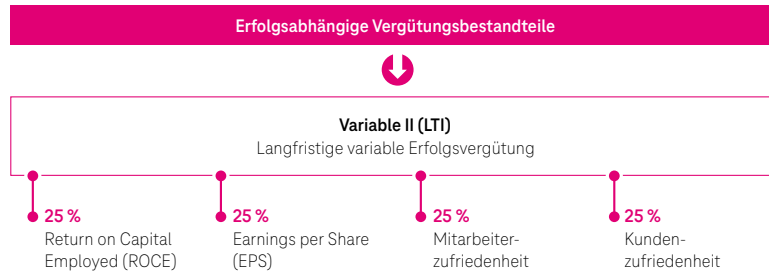 Erfolgsabhängige Vergütungsbestandteile
Variable II (LTI)
Langfristige variable Erfolgsvergütung
25 %
Return on Capital
Employed (ROCE)
25 %
Earnings per Share
(EPS)
25 %
Mitarbeiter-
zufriedenheit
25 %
Kunden-
zufriedenheit